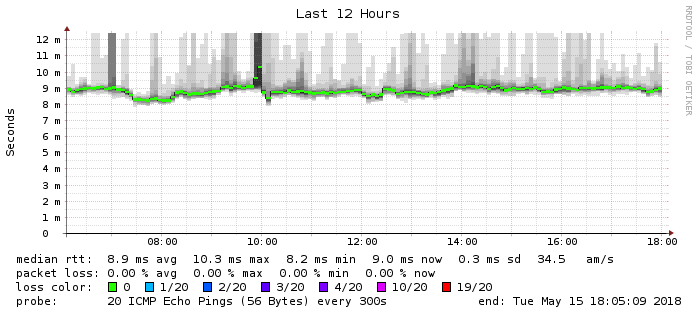 Last 12 Hours
RRDTOOL / TOBI OETIKER
Seconds
12 m
11 m
10 m
9 m
8 m
7 m
6 m
5 m
4 m
3 m
2 m
1 m
0
08:00 10:00 12:00 14:00 16:00 18:00
median rtt: 8.9 ms avg 10.3 ms max 8.2 ms min 9.0 ms now 0.3 ms sd 34.5 am/s
packet loss: 0.00 % avg 0.00 % max 0.00 % min 0.00 % now
loss color: 0 1/20 2/20 3/20 4/20 10/20 19/20
probe: 20 ICMP Echo Pings (56 Bytes) every 300s end: Tue May 15 18:05:09 2018